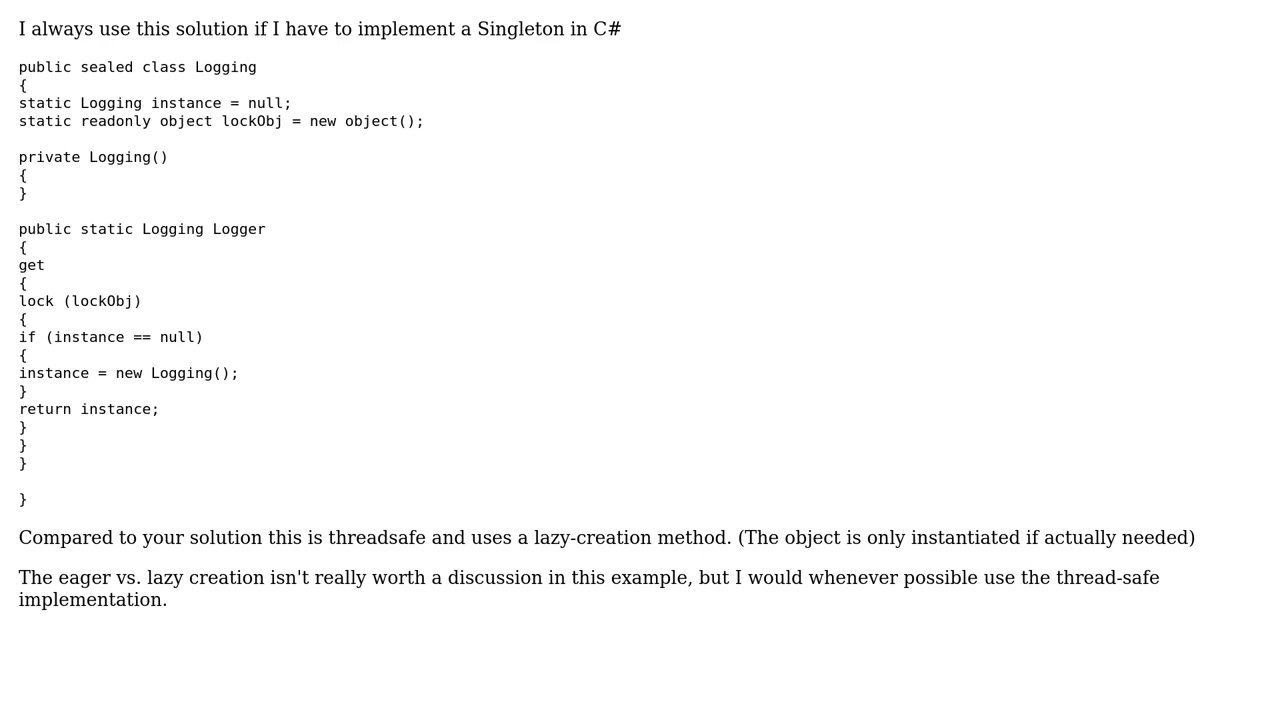 I always use this solution if I have to implement a Singleton in C#
public sealed class Logging
{
static Logging instance = null;
static readonly object lockObj = new object();
private Logging()
{
}
public static Logging Logger
{
get
{
lock (lockObj)
{
if (instance == null)
{
instance = new Logging();
}
return instance;
}
}
}
}
Compared to your solution this is threadsafe and uses a lazy-creation method. (The object is only instantiated if actually needed)
The eager vs. lazy creation isn't really worth a discussion in this example, but I would whenever possible use the thread-safe
implementation.